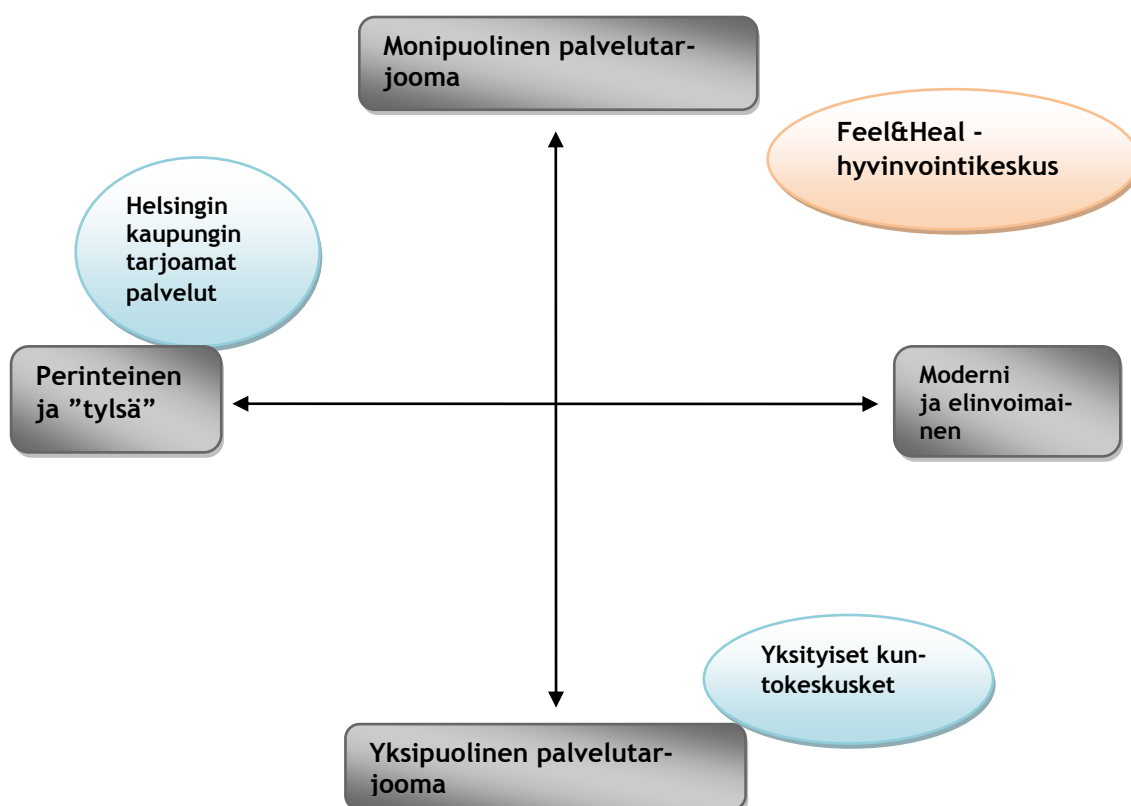 Monipuolinen palvelutar-
jooma
Feel&Heal -
hyvinvointikeskus
Helsingin
kaupungin
tarjoamat
palvelut
Perinteinen
ja ”tylsä”
Moderni
ja elinvoimai-
nen
Yksityiset kun-
tokeskusket
Yksipuolinen palvelutar-
jooma